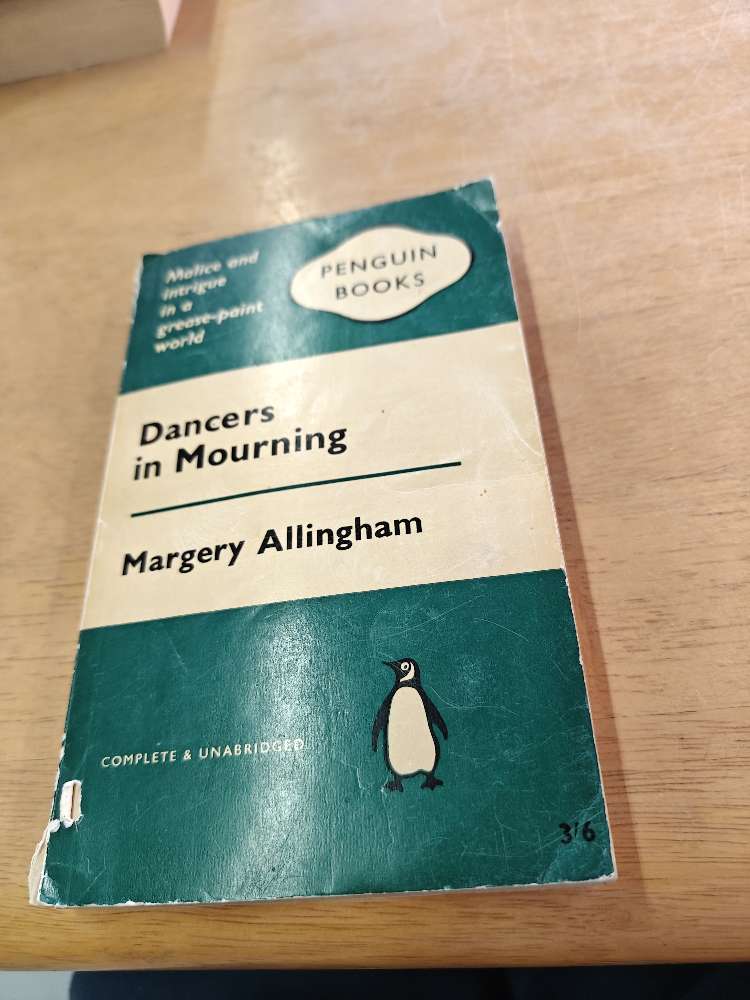 Malice and
intrigue
in a
grease-paint
world
PENGUIN
BOOKS
Dancers
in Mourning
Margery Allingham
COMPLETE & UNABRIDGED
3'6